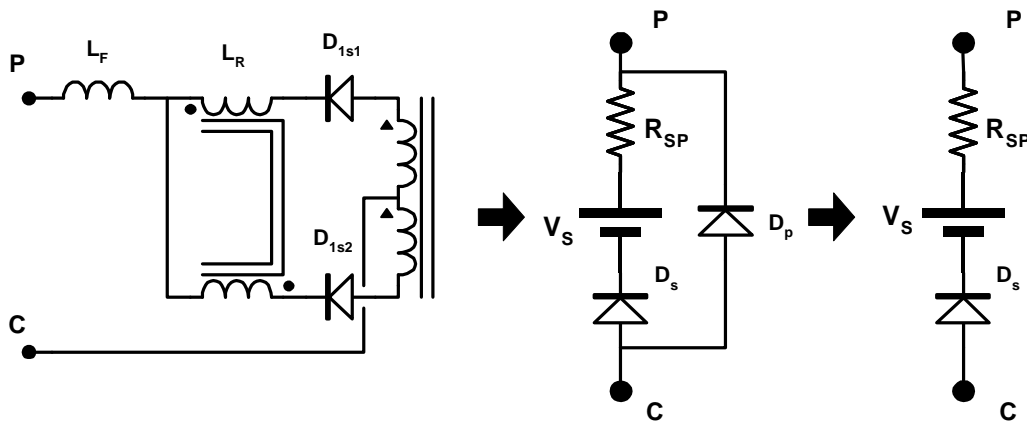 P
L_F
L_R
D_1s1
D_1s2
C
P
R_SP
V_S
D_p
D_s
C
P
R_SP
V_S
D_s
C